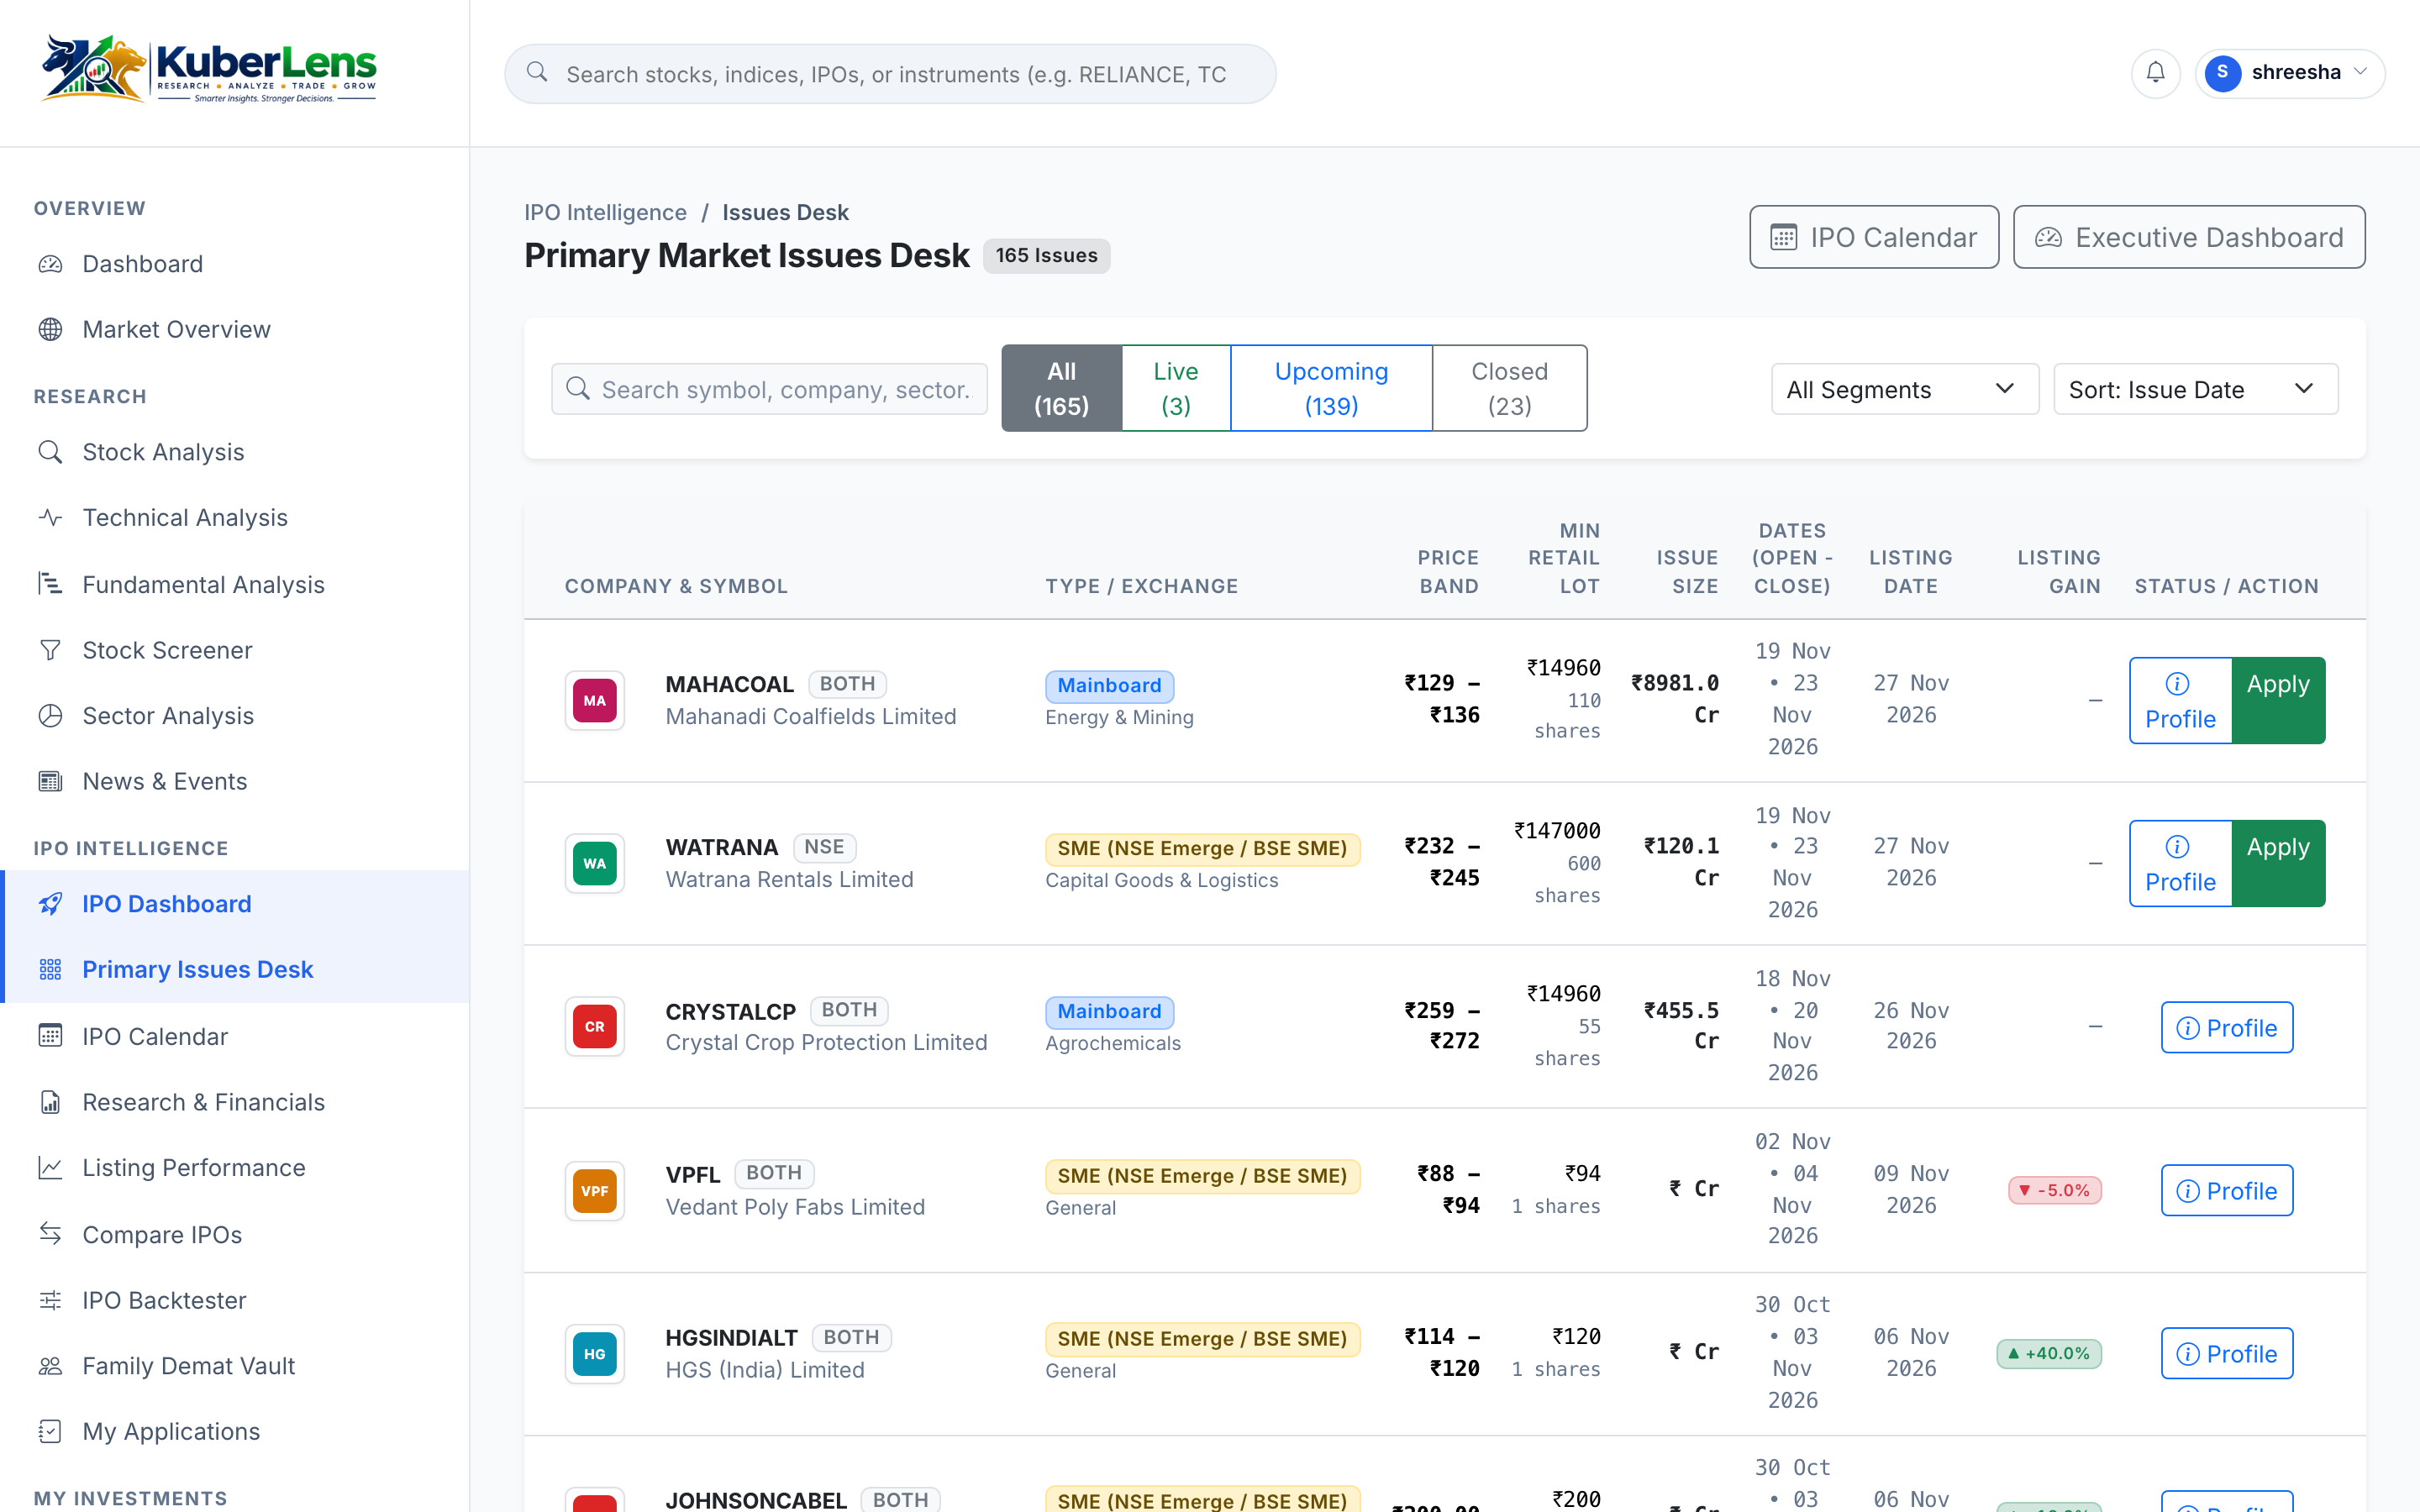 KuberLens
RESEARCH • ANALYZE • TRADE • GROW
Smarter Insights. Stronger Decisions.
Search stocks, indices, IPOs, or instruments (e.g. RELIANCE, TC
S
shreesha
OVERVIEW
Dashboard
Market Overview
RESEARCH
Stock Analysis
Technical Analysis
Fundamental Analysis
Stock Screener
Sector Analysis
News & Events
IPO INTELLIGENCE
IPO Dashboard
Primary Issues Desk
IPO Calendar
Research & Financials
Listing Performance
Compare IPOs
IPO Backtester
Family Demat Vault
My Applications
MY INVESTMENTS
IPO Intelligence / Issues Desk
Primary Market Issues Desk 165 Issues
IPO Calendar
Executive Dashboard
Search symbol, company, sector.
All
(165)
Live
(3)
Upcoming
(139)
Closed
(23)
All Segments
Sort: Issue Date
COMPANY & SYMBOL
TYPE / EXCHANGE
PRICE
BAND
MIN
RETAIL
LOT
ISSUE
SIZE
DATES
(OPEN -
CLOSE)
LISTING
DATE
LISTING
GAIN
STATUS / ACTION
MA
MAHACOAL BOTH
Mahanadi Coalfields Limited
Mainboard
Energy & Mining
₹129 –
₹136
₹14960
110
shares
₹8981.0
Cr
19 Nov
• 23
Nov
2026
27 Nov
2026
—
Profile
Apply
WA
WATRANA NSE
Watrana Rentals Limited
SME (NSE Emerge / BSE SME)
Capital Goods & Logistics
₹232 –
₹245
₹147000
600
shares
₹120.1
Cr
19 Nov
• 23
Nov
2026
27 Nov
2026
—
Profile
Apply
CR
CRYSTALCP BOTH
Crystal Crop Protection Limited
Mainboard
Agrochemicals
₹259 –
₹272
₹14960
55
shares
₹455.5
Cr
18 Nov
• 20
Nov
2026
26 Nov
2026
—
Profile
VPF
VPFL BOTH
Vedant Poly Fabs Limited
SME (NSE Emerge / BSE SME)
General
₹88 –
₹94
₹94
1 shares
₹ Cr
02 Nov
• 04
Nov
2026
09 Nov
2026
▼ -5.0%
Profile
HG
HGSINDIALT BOTH
HGS (India) Limited
SME (NSE Emerge / BSE SME)
General
₹114 –
₹120
₹120
1 shares
₹ Cr
30 Oct
• 03
Nov
2026
06 Nov
2026
▲ +40.0%
Profile
JOHNSONCABEL BOTH
SME (NSE Emerge / BSE SME)
₹200
30 Oct
• 03
06 Nov